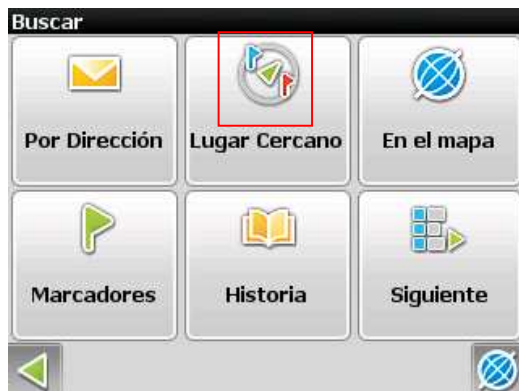 Buscar
Por Dirección
Lugar Cercano
En el mapa
Marcadores
Historia
Siguiente